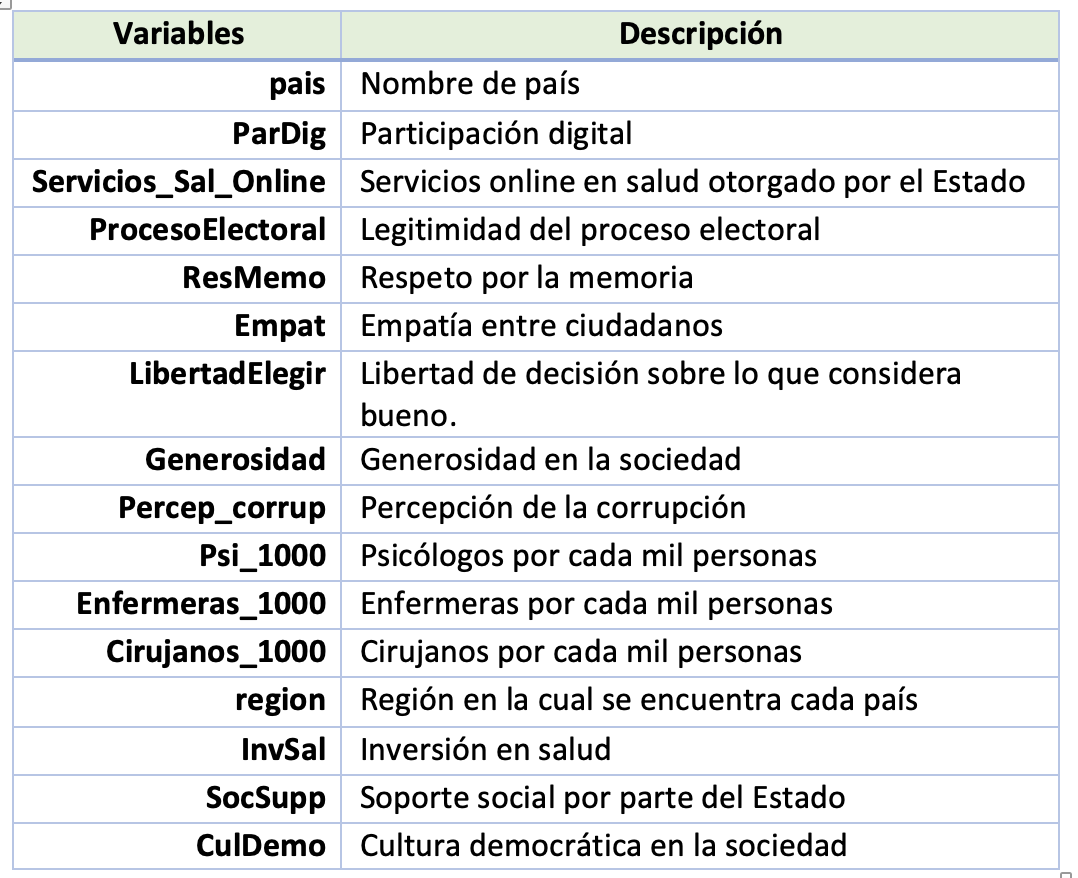 Variables Descripción
pais Nombre de país
ParDig Participación digital
Servicios_Sal_Online Servicios online en salud otorgado por el Estado
ProcesoElectoral Legitimidad del proceso electoral
ResMemo Respeto por la memoria
Empat Empatía entre ciudadanos
LibertadElegir Libertad de decisión sobre lo que considera
bueno.
Generosidad Generosidad en la sociedad
Percep_corrup Percepción de la corrupción
Psi_1000 Psicólogos por cada mil personas
Enfermeras_1000 Enfermeras por cada mil personas
Cirujanos_1000 Cirujanos por cada mil personas
region Región en la cual se encuentra cada país
InvSal Inversión en salud
SocSupp Soporte social por parte del Estado
CulDemo Cultura democrática en la sociedad